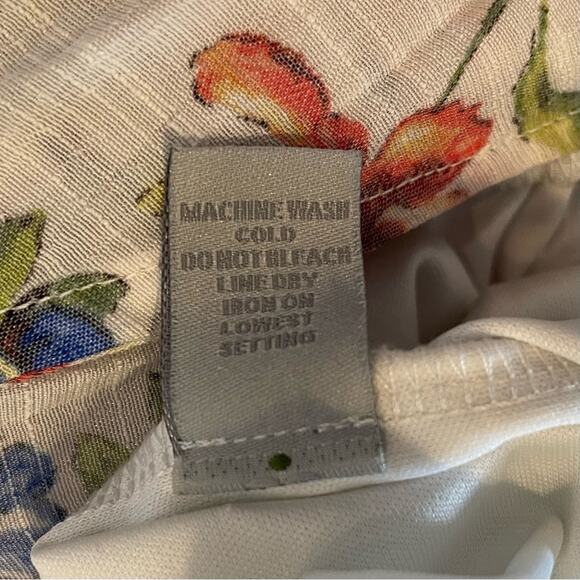 MACHINE WASH
COLD
DO NOT BLEACH
LINE DRY
IRON ON
LOWEST
SETTING